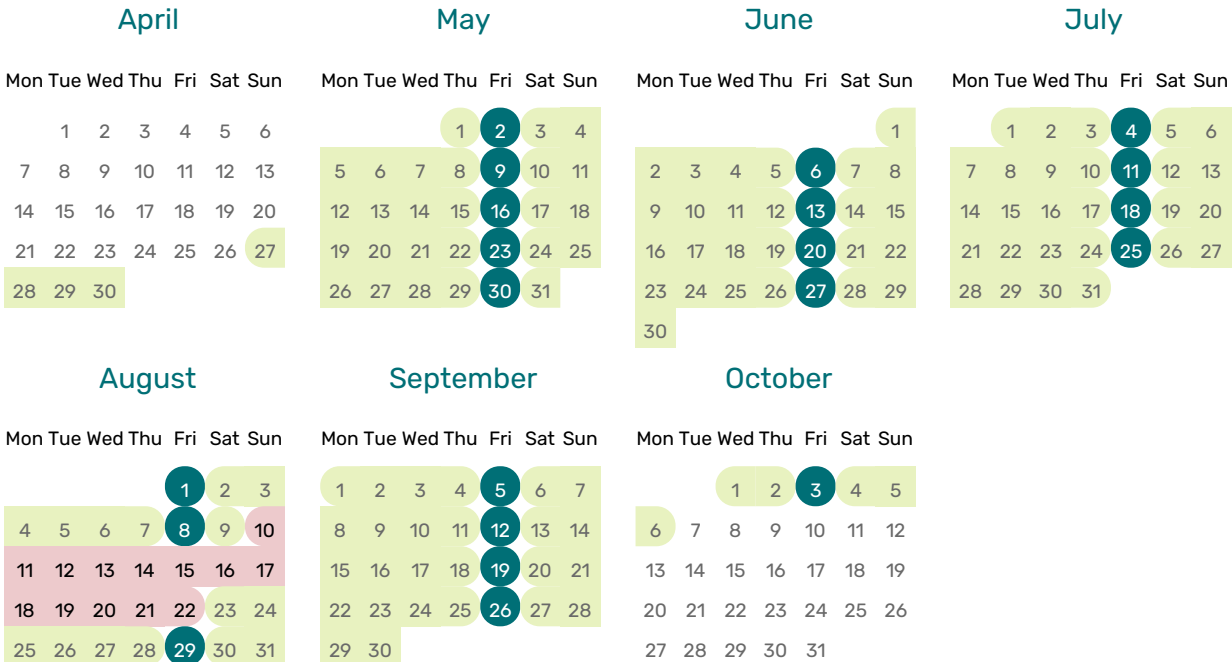 April May June July
Mon Tue Wed Thu Fri Sat Sun Mon Tue Wed Thu Fri Sat Sun Mon Tue Wed Thu Fri Sat Sun Mon Tue Wed Thu Fri Sat Sun
1 2 3 4 5 6 1 2 3 4 1 1 2 3 4 5 6
7 8 9 10 11 12 13 5 6 7 8 9 10 11 2 3 4 5 6 7 8 7 8 9 10 11 12 13
14 15 16 17 18 19 20 12 13 14 15 16 17 18 9 10 11 12 13 14 15 14 15 16 17 18 19 20
21 22 23 24 25 26 27 19 20 21 22 23 24 25 16 17 18 19 20 21 22 21 22 23 24 25 26 27
28 29 30 26 27 28 29 30 31 23 24 25 26 27 28 29 28 29 30 31
30
August September October
Mon Tue Wed Thu Fri Sat Sun Mon Tue Wed Thu Fri Sat Sun Mon Tue Wed Thu Fri Sat Sun
1 2 3 1 2 3 4 5 6 7 1 2 3 4 5
4 5 6 7 8 9 10 8 9 10 11 12 13 14 6 7 8 9 10 11 12
11 12 13 14 15 16 17 15 16 17 18 19 20 21 13 14 15 16 17 18 19
18 19 20 21 22 23 24 22 23 24 25 26 27 28 20 21 22 23 24 25 26
25 26 27 28 29 30 31 29 30 27 28 29 30 31